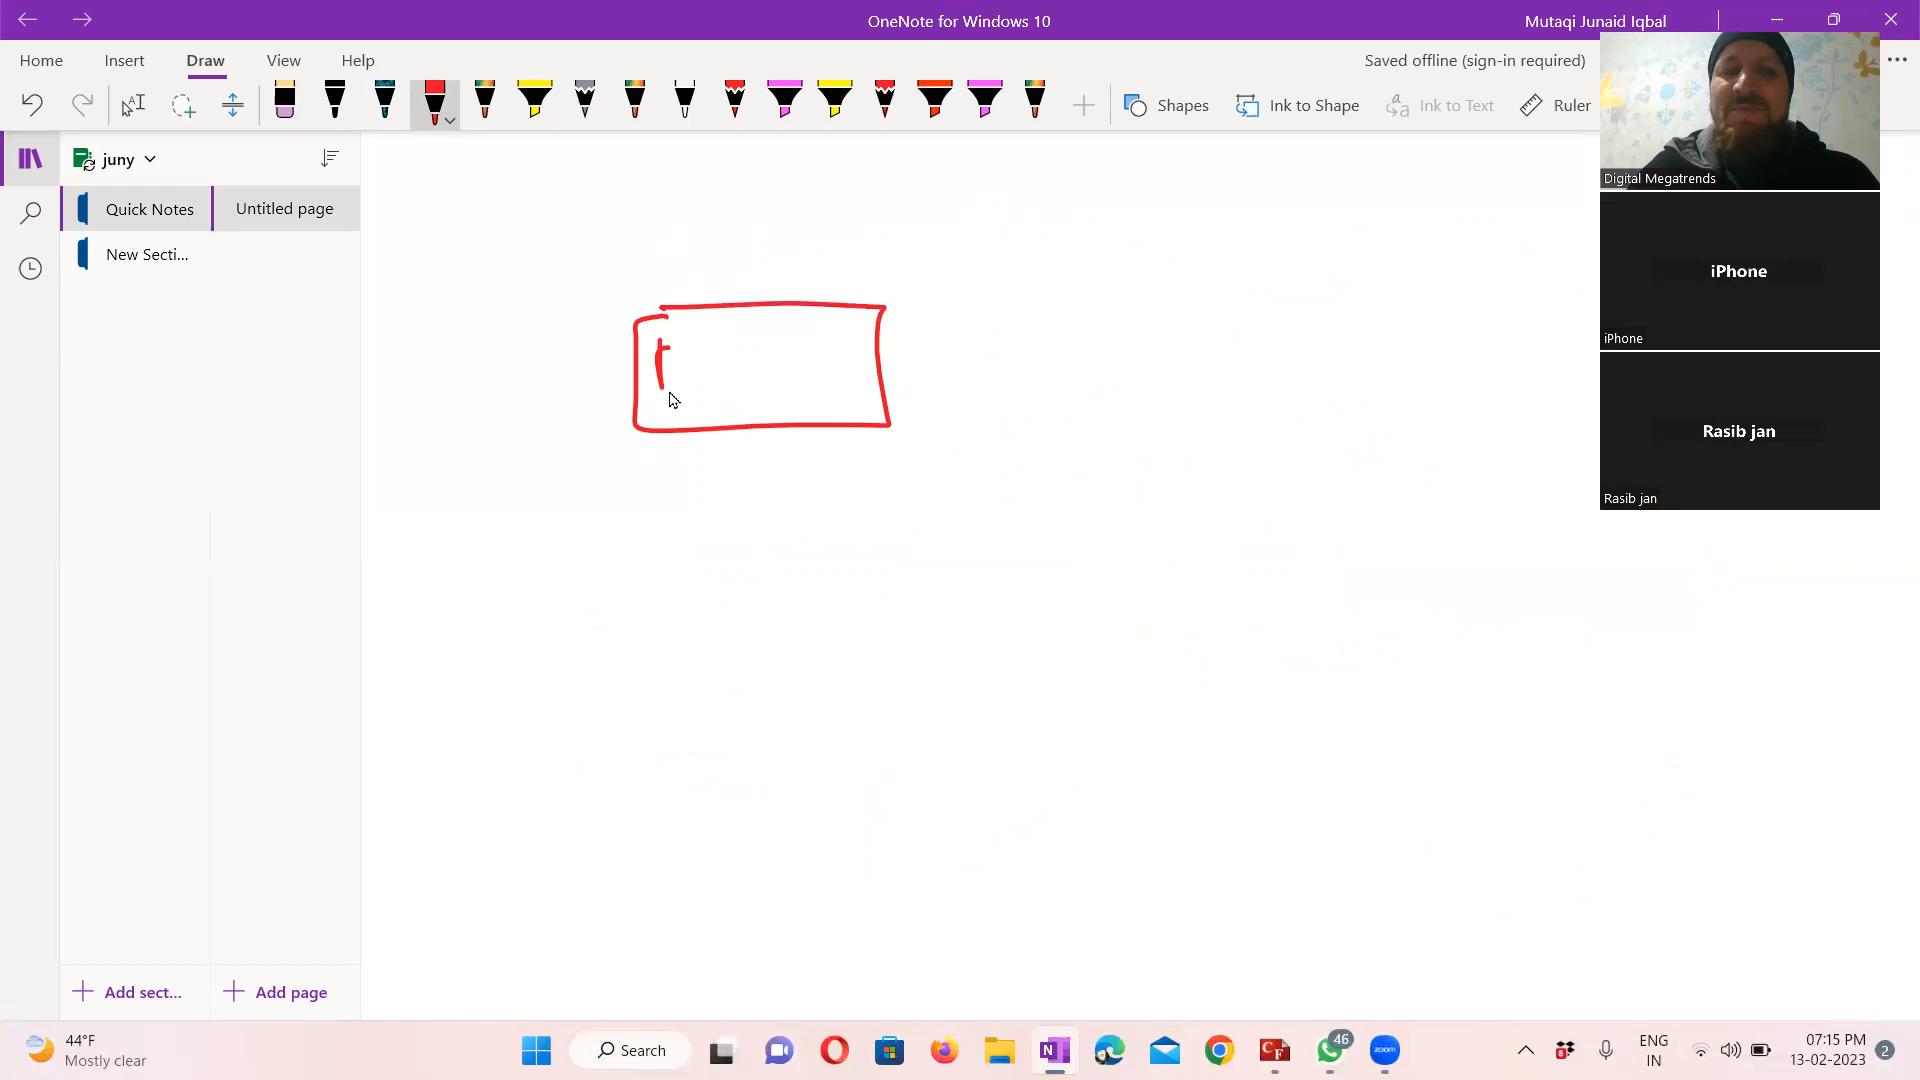 OneNote for Windows 10
Mutaqi Junaid Iqbal
Home
Insert
Draw
View
Help
Saved offline (sign-in required)
Shapes
Ink to Shape
Ink to Text
Ruler
juny
Quick Notes
Untitled page
New Secti...
Digital Megatrends
iPhone
iPhone
Rasib jan
Rasib jan
Add sect...
Add page
44°F
Mostly clear
Search
46
zoom
ENG
IN
07:15 PM
13-02-2023
2